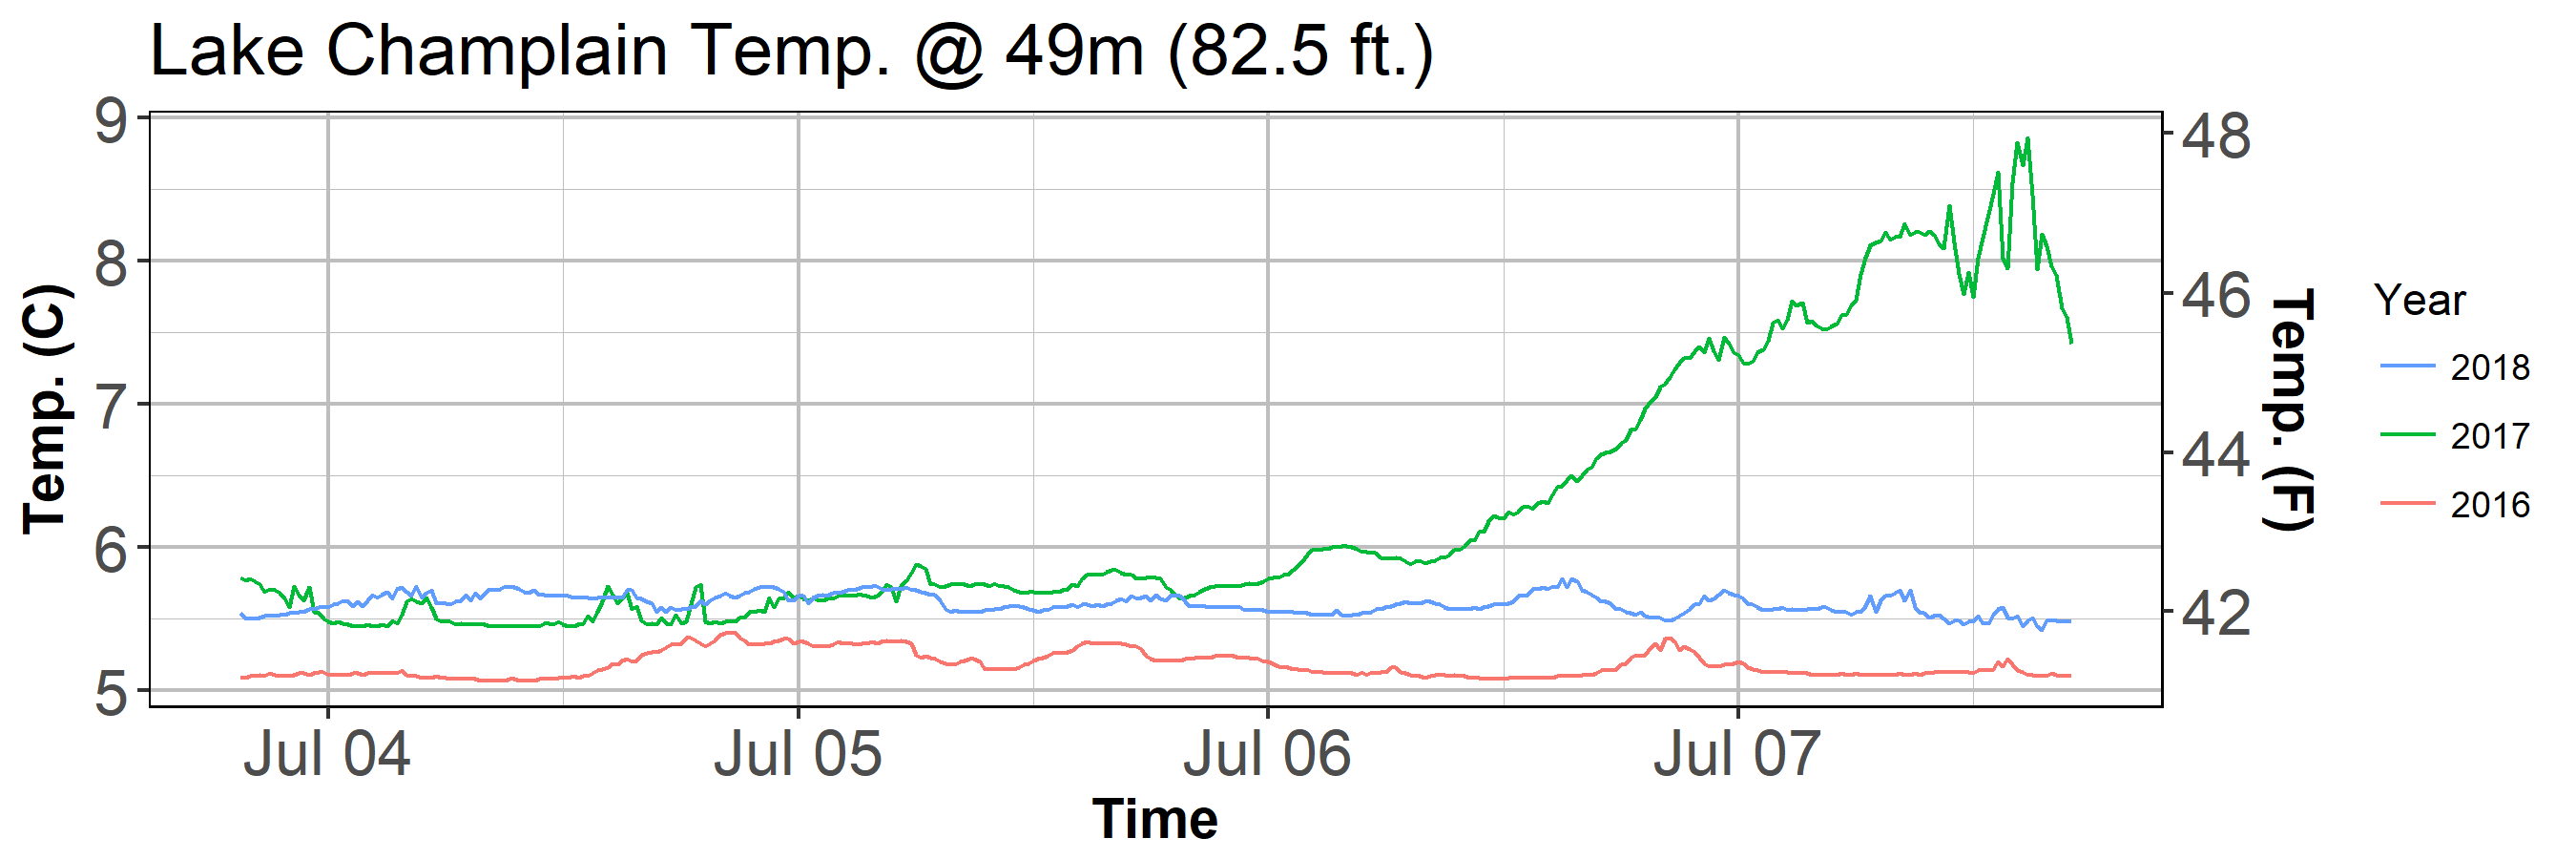 Lake Champlain Temp. @ 49m (82.5 ft.)
9
8
7
6
5
Temp. (C)
48
46
44
42
Temp. (F)
Jul 04 Jul 05 Jul 06 Jul 07
Time
Year
2018
2017
2016